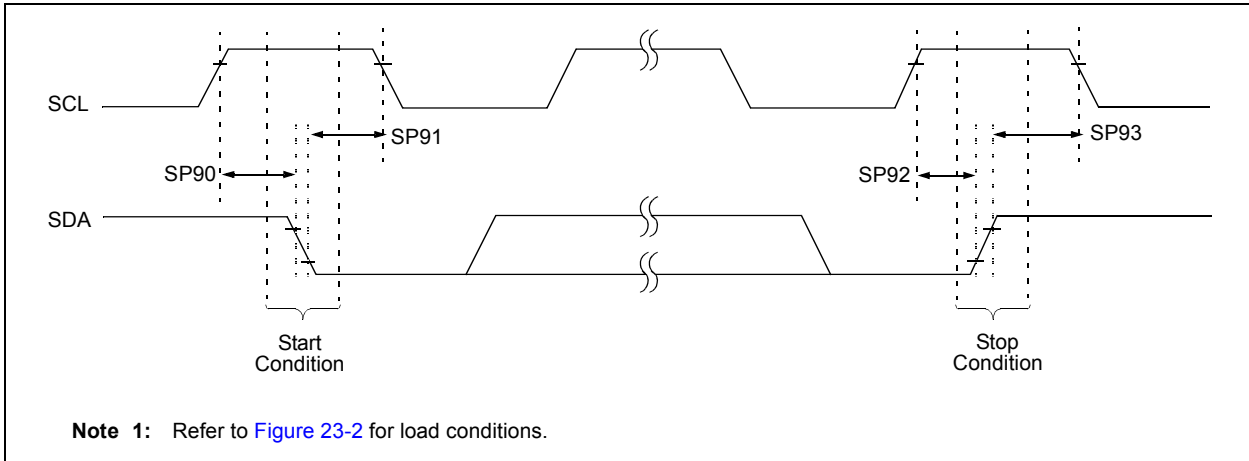 SCL
SP91
SP93
SP90
SP92
SDA
Start
Condition
Stop
Condition
Note 1: Refer to Figure 23-2 for load conditions.